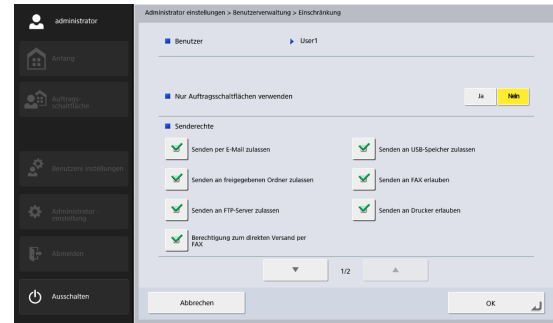 administrator
Administrator einstellungen > Benutzerverwaltung > Einschränkung
Anfang
Auftrags-
schaltfläche
Benutzers instellungen
Administrator-
einstellung
Abmelden
Ausschalten
Benutzer
User1
Nur Auftragsschaltflächen verwenden
Ja
Nein
Senderechte
Senden per E-Mail zulassen
Senden an USB-Speicher zulassen
Senden an freigegebenen Ordner zulassen
Senden an FAX erlauben
Senden an FTP-Server zulassen
Senden an Drucker erlauben
Berechtigung zum direkten Versand per
FAX
1/2
Abbrechen
OK